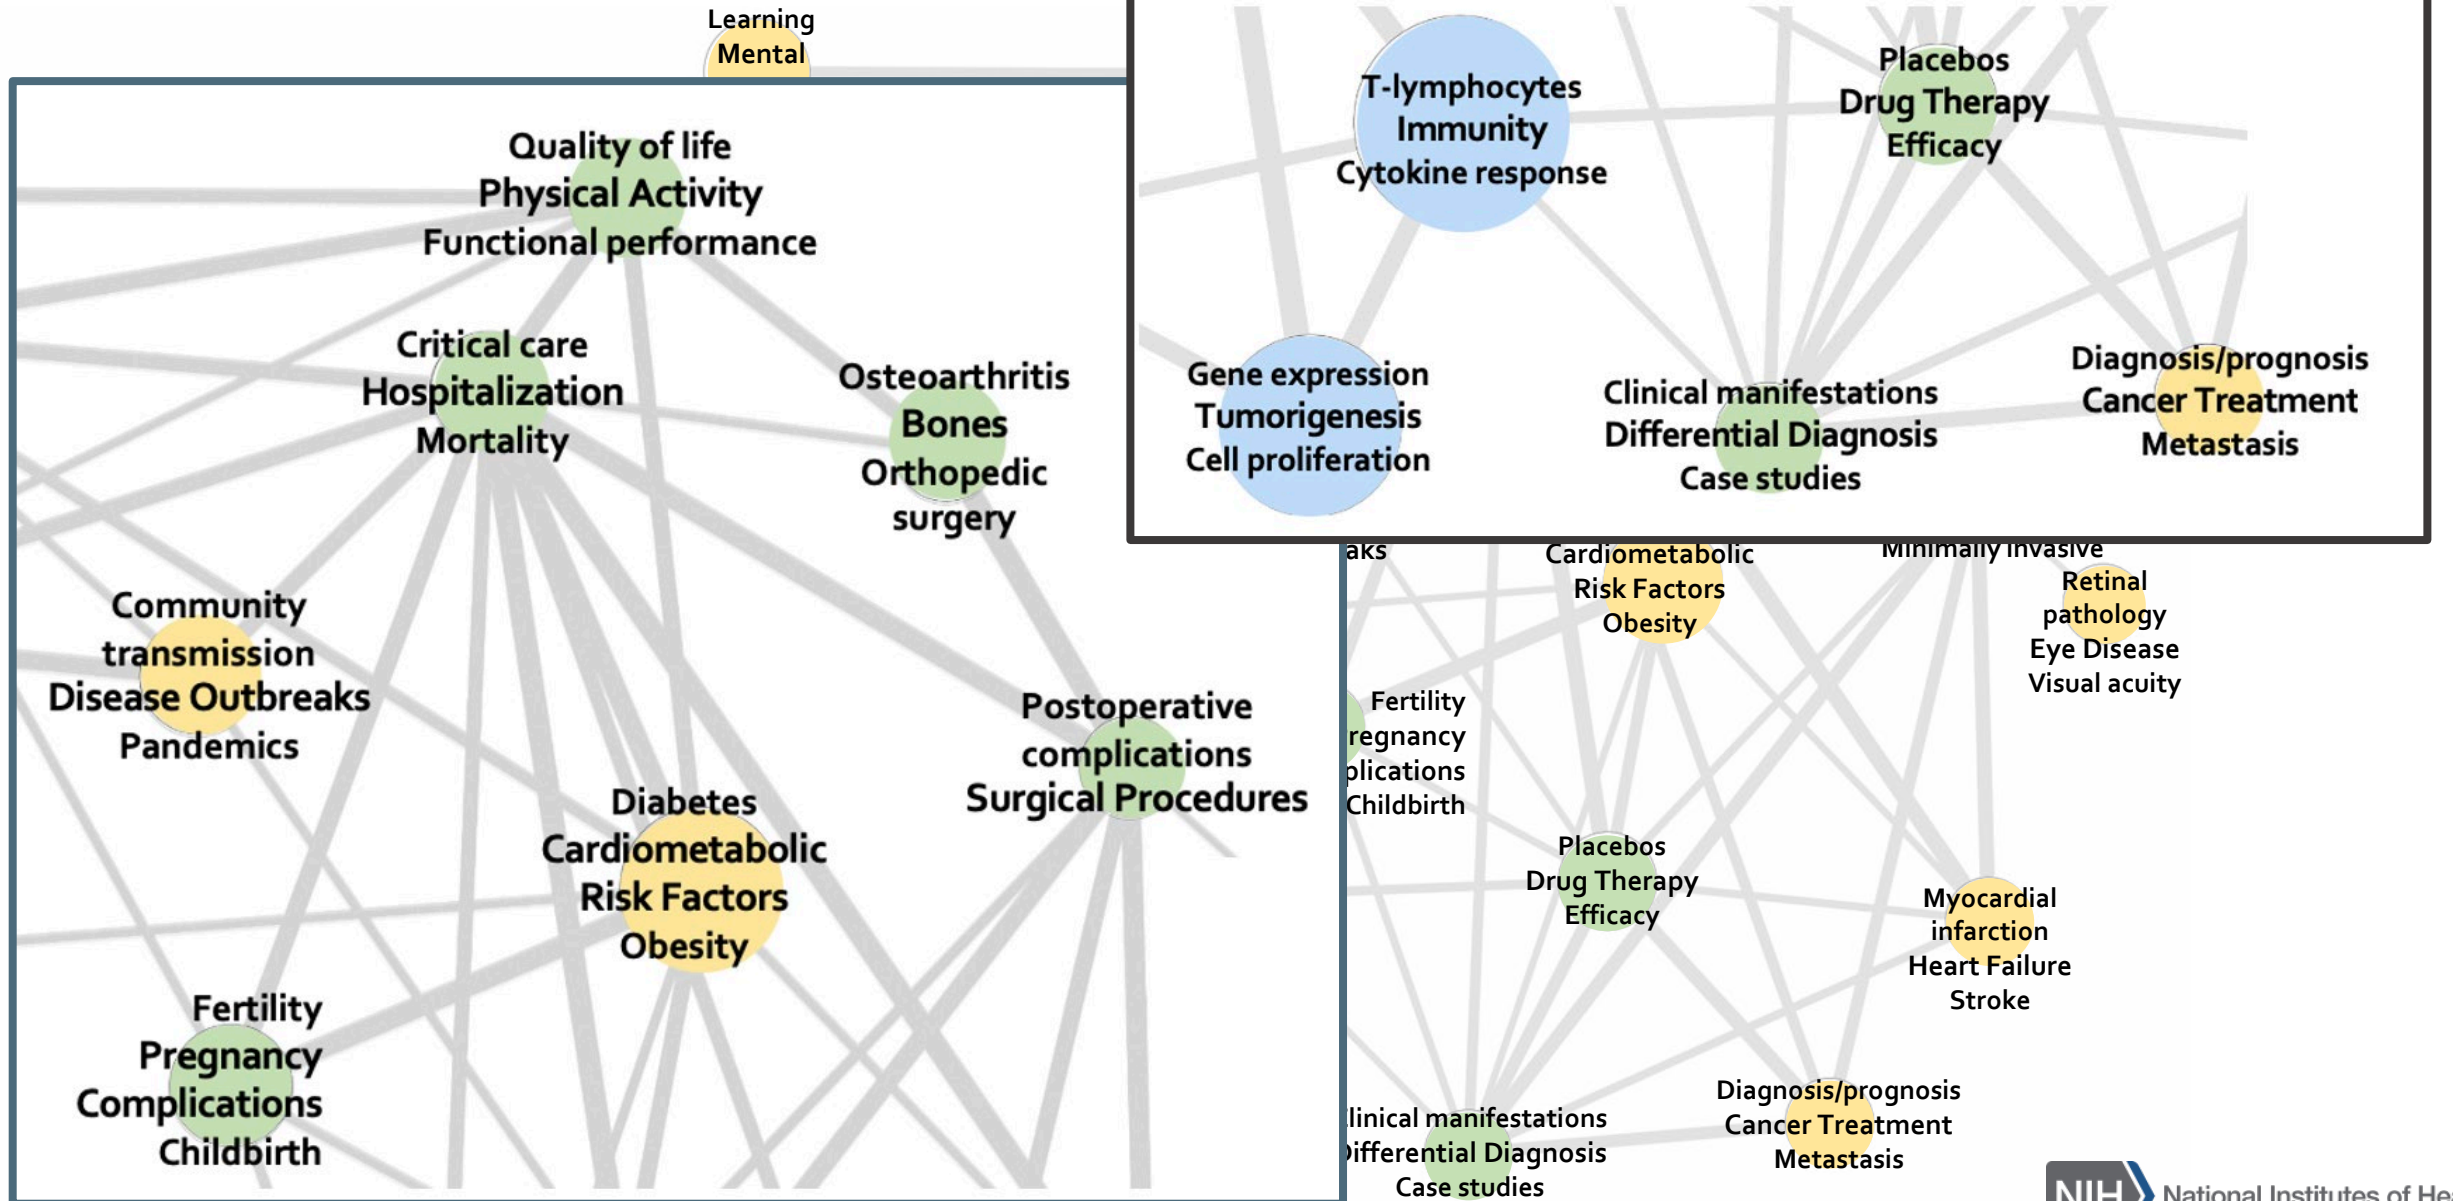 Learning
Mental
Quality of life
Physical Activity
Functional performance
Critical care
Hospitalization
Mortality
Osteoarthritis
Bones
Orthopedic
surgery
Community
transmission
Disease Outbreaks
Pandemics
Postoperative
complications
Surgical Procedures
Diabetes
Cardiometabolic
Risk Factors
Obesity
Fertility
Pregnancy
Complications
Childbirth
T-lymphocytes
Immunity
Cytokine response
Placebos
Drug Therapy
Efficacy
Gene expression
Tumorigenesis
Cell proliferation
Clinical manifestations
Differential Diagnosis
Case studies
Diagnosis/prognosis
Cancer Treatment
Metastasis
aks
Cardiometabolic
Risk Factors
Obesity
Minimally invasive
Retinal
pathology
Eye Disease
Visual acuity
Fertility
regnancy
plications
Childbirth
Placebos
Drug Therapy
Efficacy
Myocardial
infarction
Heart Failure
Stroke
linical manifestations
ifferential Diagnosis
Case studies
Diagnosis/prognosis
Cancer Treatment
Metastasis
NIH National Institutes of He